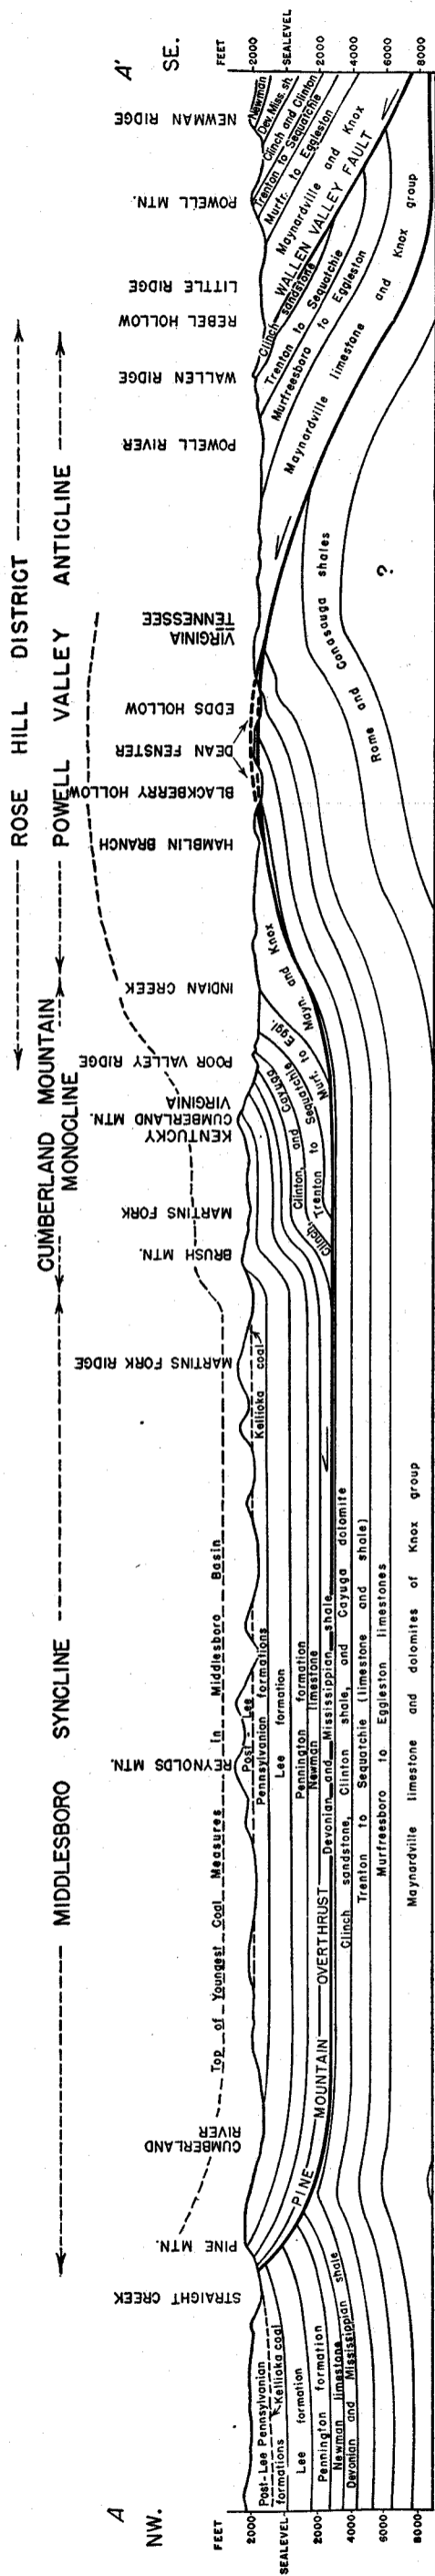 A
NW.
A'
SE.
ROSE HILL DISTRICT
MIDDLESBORO SYNCLINE
CUMBERLAND MOUNTAIN
MONOCLINE
POWELL VALLEY ANTICLINE
STRAIGHT CREEK
PINE MTN.
CUMBERLAND
RIVER
REYNOLDS MTN.
MARTINS FORK RIDGE
BRUSH MTN.
MARTINS FORK
KENTUCKY
CUMBERLAND MTN.
VIRGINIA
POOR VALLEY RIDGE
INDIAN CREEK
HAMBLIN BRANCH
BLACKBERRY HOLLOW
DEAN FENSTER
EDDS HOLLOW
VIRGINIA
TENNESSEE
POWELL RIVER
WALLEN RIDGE
REBEL HOLLOW
LITTLE RIDGE
POWELL MTN.
NEWMAN RIDGE
FEET
2000
SEALEVEL
2000
4000
6000
8000
FEET
2000
SEALEVEL
2000
4000
6000
8000
Top of Youngest Coal Measures in Middlesboro Basin
Post-Lee Pennsylvanian
formations
Kellioka coal
Lee formation
Pennington formation
Newman limestone
Devonian and Mississippian shale
PINE MOUNTAIN OVERTHRUST
Post-Lee
Pennsylvanian formations
Lee formation
Pennington formation
Newman limestone
Devonian and Mississippian shale
Clinch sandstone, Clinton shale, and Cayuga dolomite
Trenton to Sequatchie (limestone and shale)
Murfreesboro to Eggleston limestones
Maynardville limestone and dolomites of Knox group
Kellioka coal
Clinch, Clinton, and Cayuga
Trenton to Sequatchie
Murf. to Eggl.
Mayn. and Knox
Rome and Conasauga shales
?
Maynardville limestone and Knox group
Murfreesboro to Eggleston
Trenton to Sequatchie
Clinch sandstone
WALLEN VALLEY FAULT
Maynardville and Knox
Murfr. to Eggleston
Trenton to Sequatchie
Clinch and Clinton
Dev. Miss. sh.
Newman